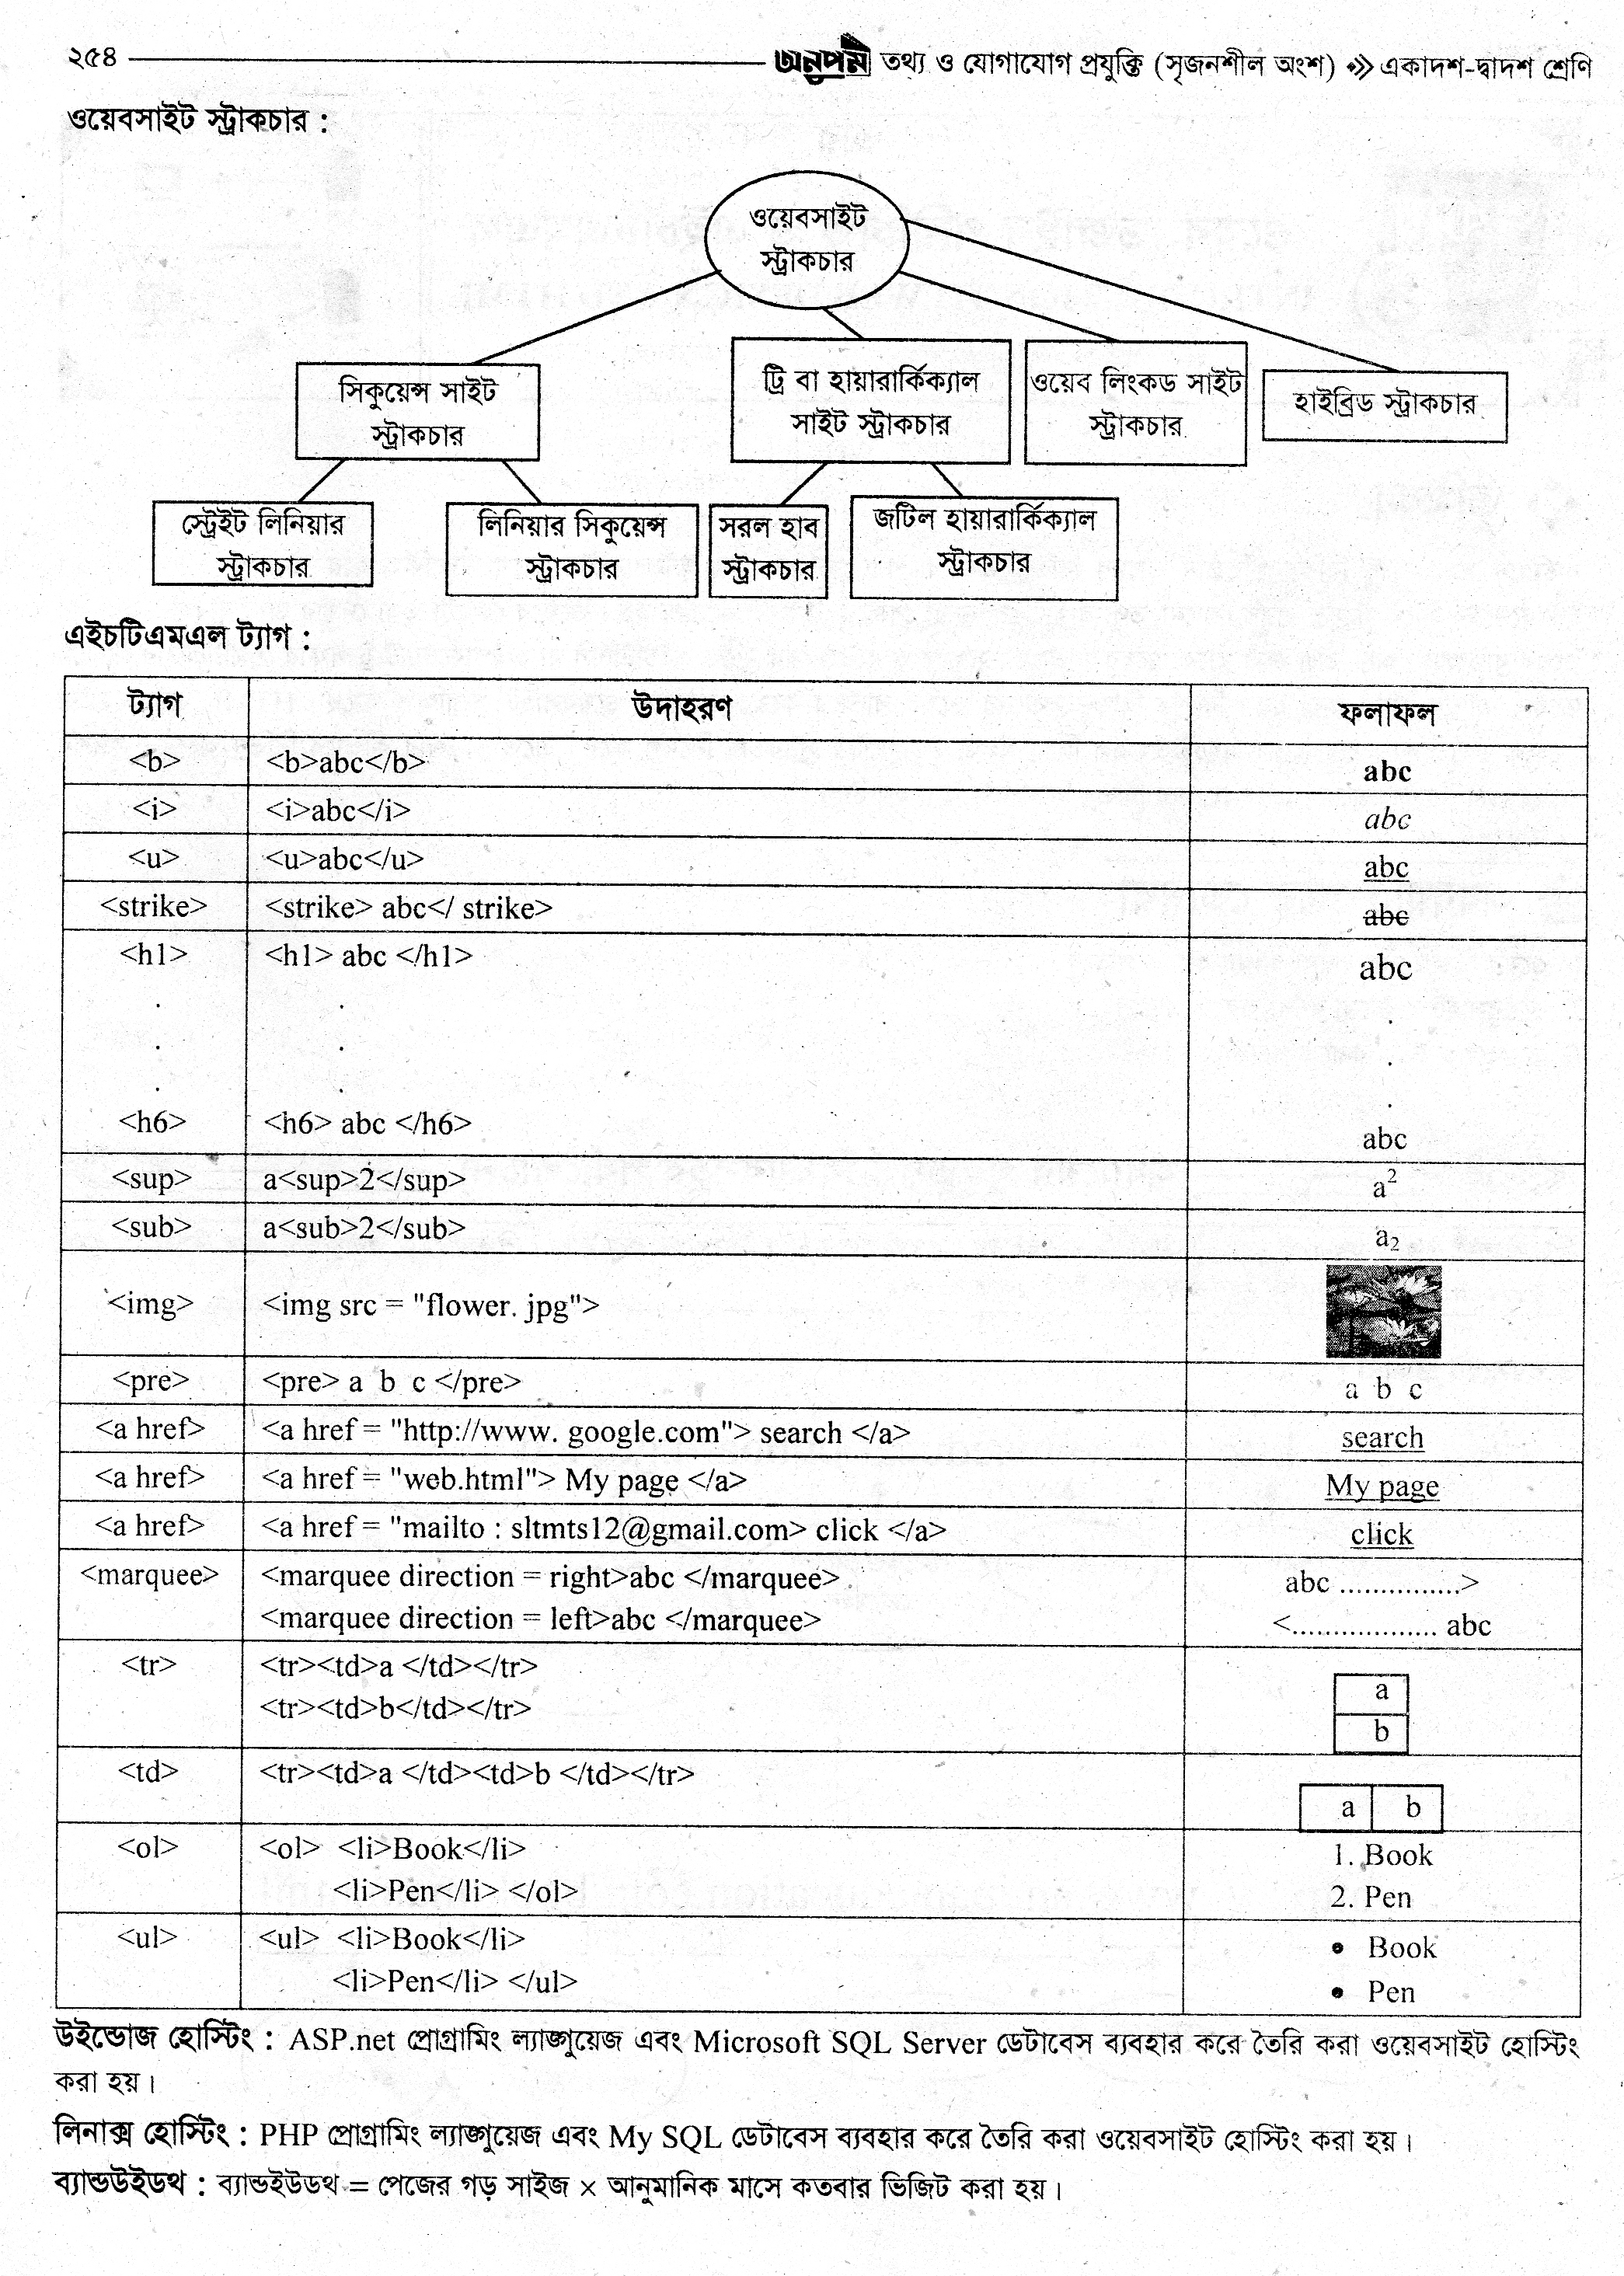 ২৫৪
অনুপম তথ্য ও যোগাযোগ প্রযুক্তি (সৃজনশীল অংশ) একাদশ-দ্বাদশ শ্রেণি
ওয়েবসাইট স্ট্রাকচার :
ওয়েবসাইট
স্ট্রাকচার
সিকুয়েন্স সাইট
স্ট্রাকচার
ট্রি বা হায়ারার্কিক্যাল
সাইট স্ট্রাকচার
ওয়েব লিংকড সাইট
স্ট্রাকচার
হাইব্রিড স্ট্রাকচার
স্ট্রেইট লিনিয়ার
স্ট্রাকচার
লিনিয়ার সিকুয়েন্স
স্ট্রাকচার
সরল হাব
স্ট্রাকচার
জটিল হায়ারার্কিক্যাল
স্ট্রাকচার
এইচটিএমএল ট্যাগ :
ট্যাগ উদাহরণ ফলাফল
<b> <b>abc</b> abc
<i> <i>abc</i> abc
<u> <u>abc</u> abc
<strike> <strike> abc</ strike> abc
<h1> <h1> abc </h1> abc
. . .
. . .
. . .
<h6> <h6> abc </h6> abc
<sup> a<sup>2</sup> a²
<sub> a<sub>2</sub> a₂
<img> <img src = "flower. jpg">
<pre> <pre> a b c </pre> a b c
<a href> <a href = "http://www. google.com"> search </a> search
<a href> <a href = "web.html"> My page </a> My page
<a href> <a href = "mailto : sltmts12@gmail.com> click </a> click
<marquee> <marquee direction = right>abc </marquee> abc ...............>
<marquee direction = left>abc </marquee> <.................. abc
<tr> <tr><td>a </td></tr> a
<tr><td>b</td></tr> b
<td> <tr><td>a </td><td>b </td></tr> a b
<ol> <ol> <li>Book</li> 1. Book
<li>Pen</li> </ol> 2. Pen
<ul> <ul> <li>Book</li> • Book
<li>Pen</li> </ul> • Pen
উইন্ডোজ হোস্টিং : ASP.net প্রোগ্রামিং ল্যাঙ্গুয়েজ এবং Microsoft SQL Server ডেটাবেস ব্যবহার করে তৈরি করা ওয়েবসাইট হোস্টিং
করা হয়।
লিনাক্স হোস্টিং : PHP প্রোগ্রামিং ল্যাঙ্গুয়েজ এবং My SQL ডেটাবেস ব্যবহার করে তৈরি করা ওয়েবসাইট হোস্টিং করা হয়।
ব্যান্ডউইডথ : ব্যান্ডইউডথ = পেজের গড় সাইজ × আনুমানিক মাসে কতবার ভিজিট করা হয়।